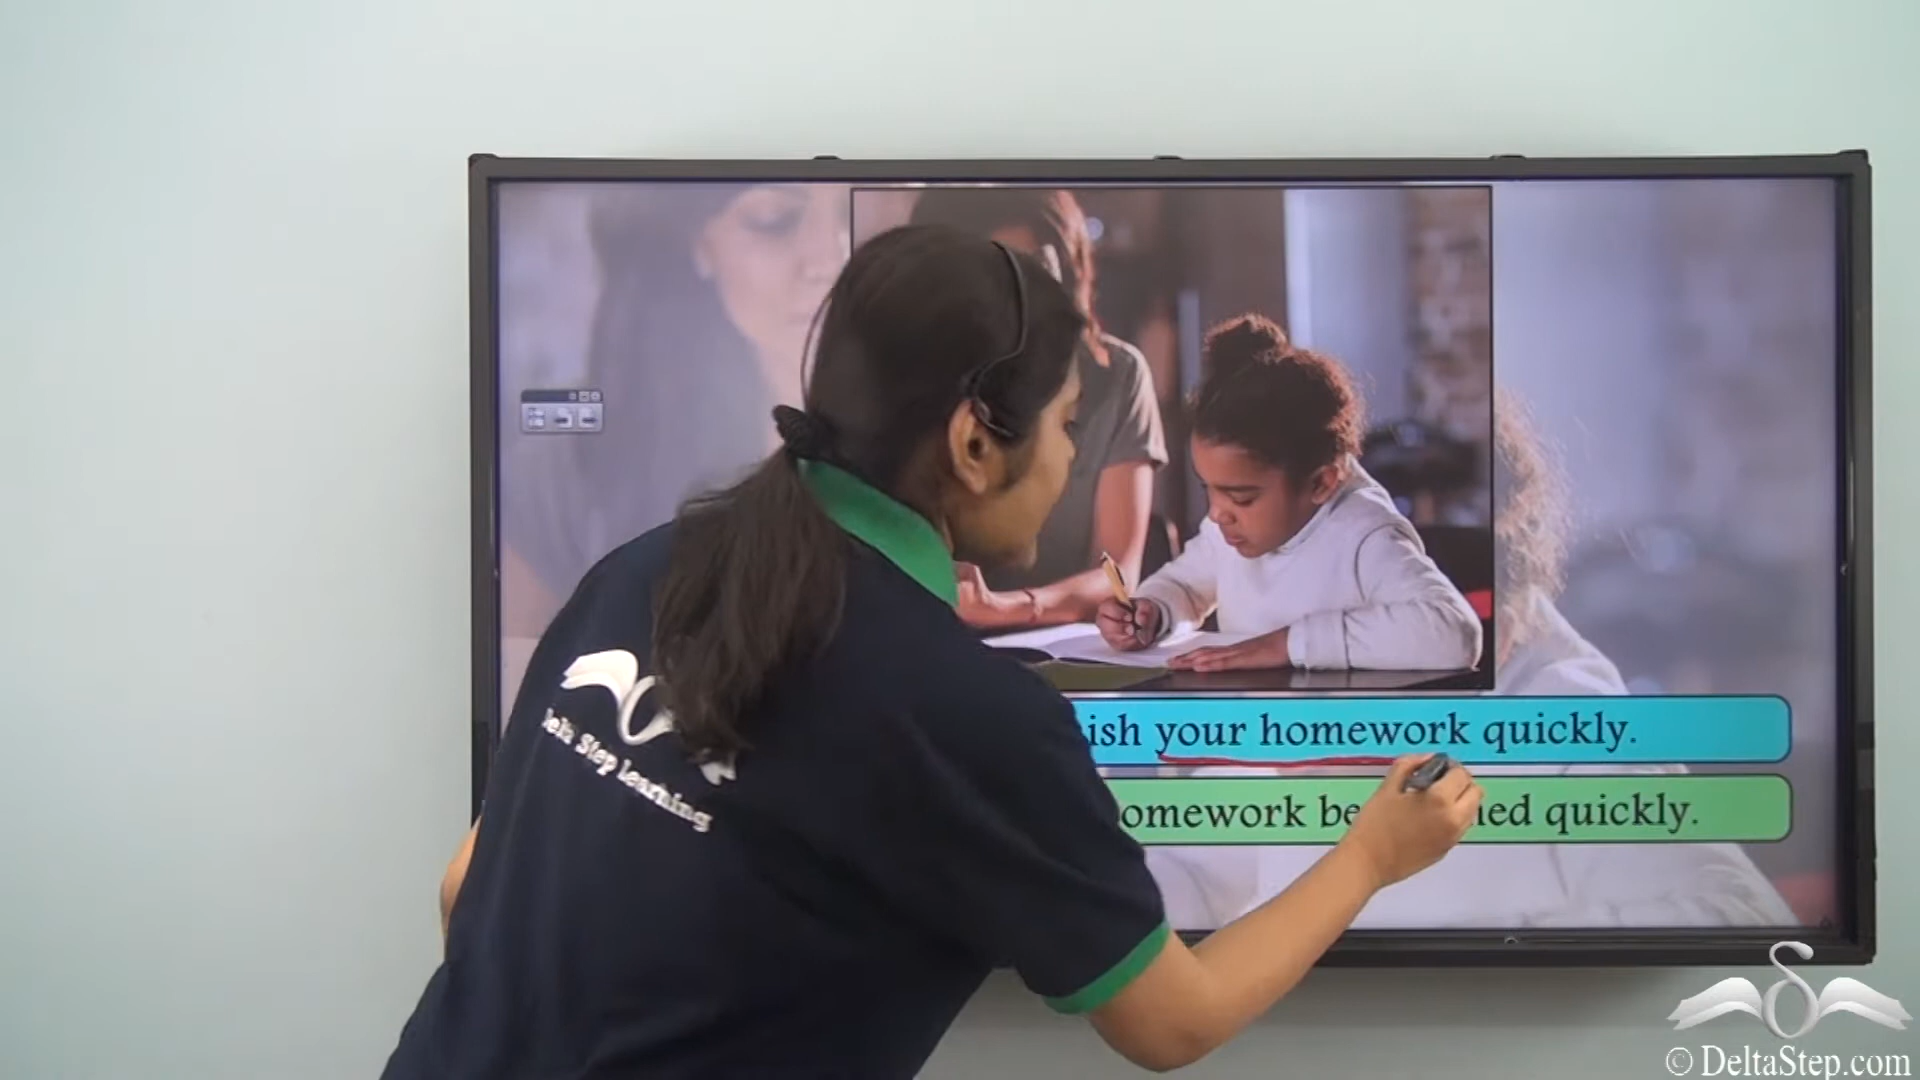 ish your homework quickly.
omework be ned quickly.
Delta Step Learning
© DeltaStep.com